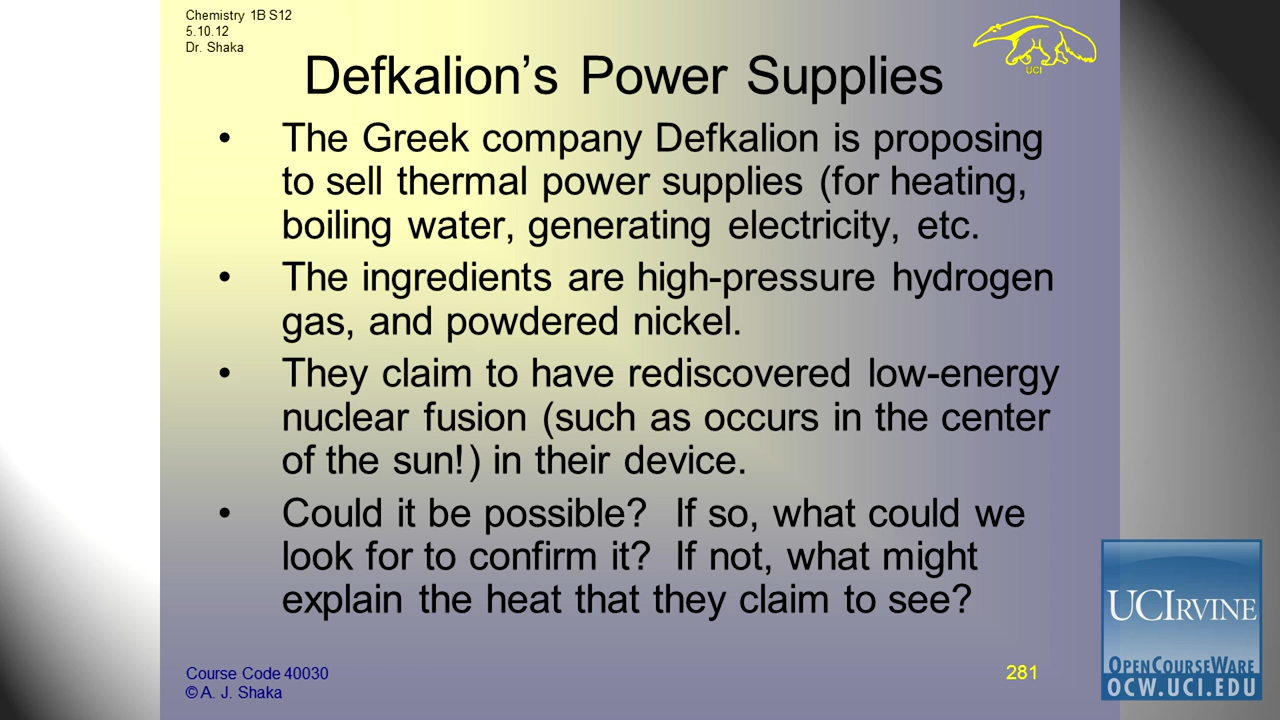 Chemistry 1B S12
5.10.12
Dr. Shaka
UCI
Defkalion’s Power Supplies
• The Greek company Defkalion is proposing
to sell thermal power supplies (for heating,
boiling water, generating electricity, etc.
• The ingredients are high-pressure hydrogen
gas, and powdered nickel.
• They claim to have rediscovered low-energy
nuclear fusion (such as occurs in the center
of the sun!) in their device.
• Could it be possible?  If so, what could we
look for to confirm it?  If not, what might
explain the heat that they claim to see?
Course Code 40030
© A. J. Shaka
281
UCIRVINE
OPENCOURSEWARE
OCW.UCI.EDU